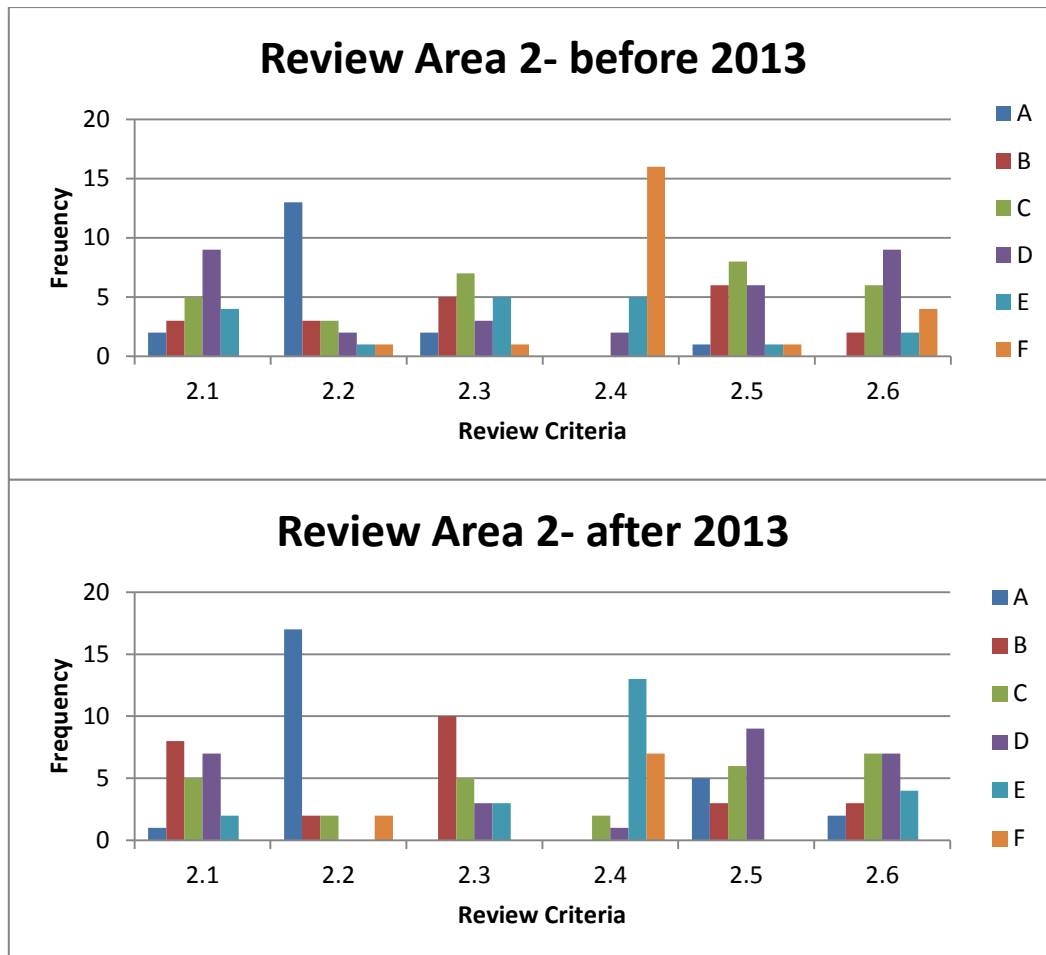 Review Area 2- before 2013
20
15
10
5
0
Freuency
2.1 2.2 2.3 2.4 2.5 2.6
Review Criteria
A
B
C
D
E
F
Review Area 2- after 2013
20
15
10
5
0
Frequency
2.1 2.2 2.3 2.4 2.5 2.6
Review Criteria
A
B
C
D
E
F